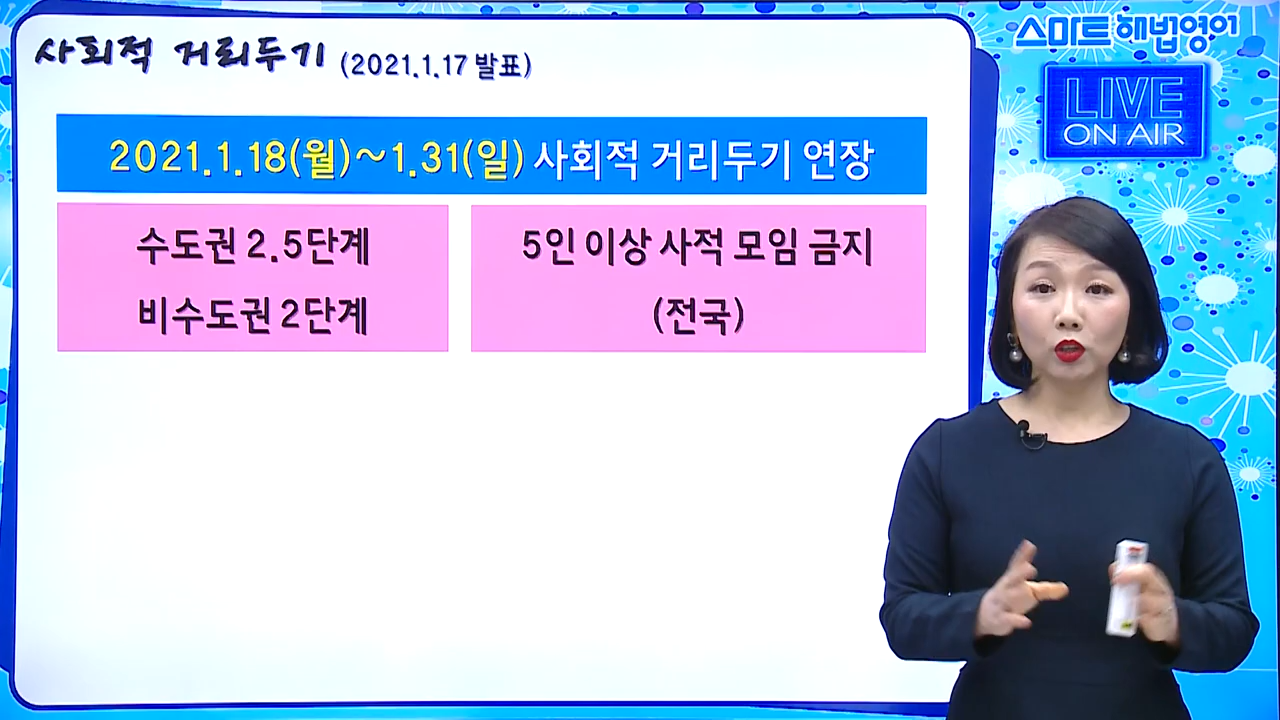 사회적 거리두기 (2021.1.17 발표)
스마트해법영어
LIVE
ON AIR
2021.1.18(월)~1.31(일) 사회적 거리두기 연장
수도권 2.5단계
비수도권 2단계
5인 이상 사적 모임 금지
(전국)